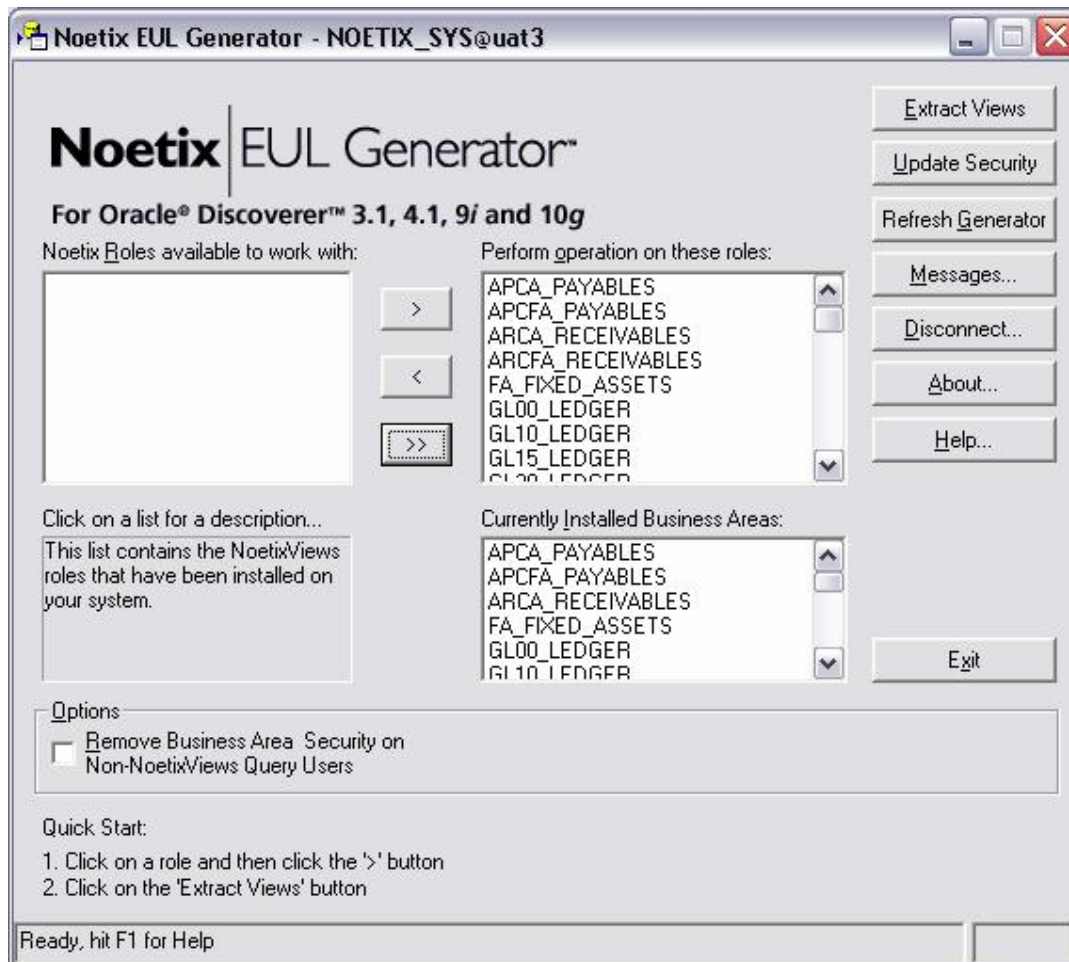 Noetix EUL Generator - NOETIX_SYS@uat3
Noetix EUL Generator™
For Oracle® Discoverer™ 3.1, 4.1, 9i and 10g
Extract Views
Update Security
Refresh Generator
Messages...
Disconnect...
About...
Help...
Noetix Roles available to work with:
>
<
>>
Perform operation on these roles:
APCA_PAYABLES
APCFA_PAYABLES
ARCA_RECEIVABLES
ARCFA_RECEIVABLES
FA_FIXED_ASSETS
GL00_LEDGER
GL10_LEDGER
GL15_LEDGER
GL20_LEDGER
Click on a list for a description...
This list contains the NoetixViews
roles that have been installed on
your system.
Currently Installed Business Areas:
APCA_PAYABLES
APCFA_PAYABLES
ARCA_RECEIVABLES
FA_FIXED_ASSETS
GL00_LEDGER
GL10_LEDGER
Exit
Options
Remove Business Area Security on
Non-NoetixViews Query Users
Quick Start:
1. Click on a role and then click the '>' button
2. Click on the 'Extract Views' button
Ready, hit F1 for Help